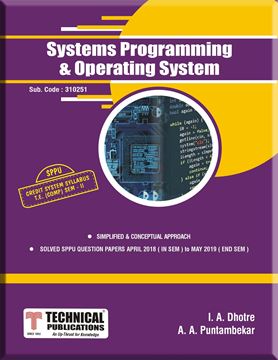 Systems Programming
& Operating System
Sub. Code : 310251
SPPU
CREDIT SYSTEM SYLLABUS
T.E. (COMP) SEM - II
SIMPLIFIED & CONCEPTUAL APPROACH
SOLVED SPPU QUESTION PAPERS APRIL 2018 ( IN SEM ) to MAY 2019 ( END SEM )
TECHNICAL
PUBLICATIONS
SINCE 1993
An Up-Thrust for Knowledge
I. A. Dhotre
A. A. Puntambekar